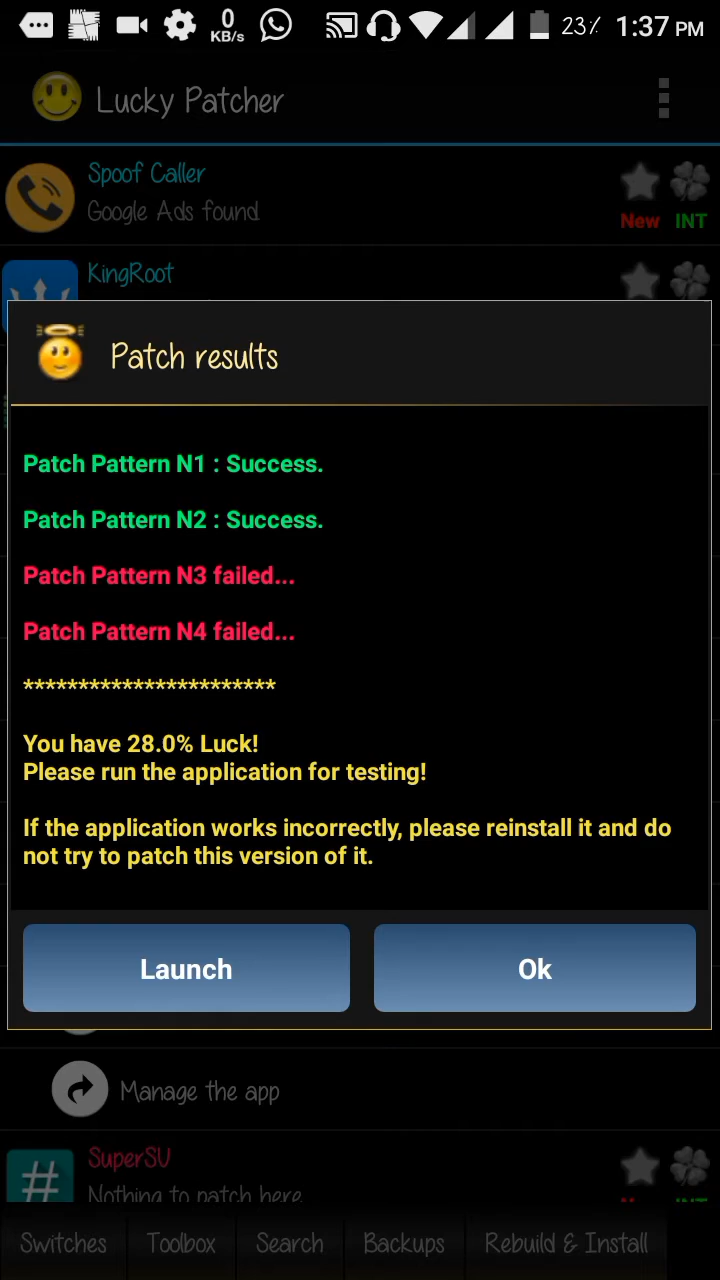 0
KB/s
23%
1:37 PM
Lucky Patcher
Spoof Caller
Google Ads found
New INT
KingRoot
Patch results
Patch Pattern N1 : Success.
Patch Pattern N2 : Success.
Patch Pattern N3 failed...
Patch Pattern N4 failed...
***********************
You have 28.0% Luck!
Please run the application for testing!
If the application works incorrectly, please reinstall it and do
not try to patch this version of it.
Launch Ok
Manage the app
SuperSU
Nothing to patch here
Switches Toolbox Search Backups Rebuild & Install